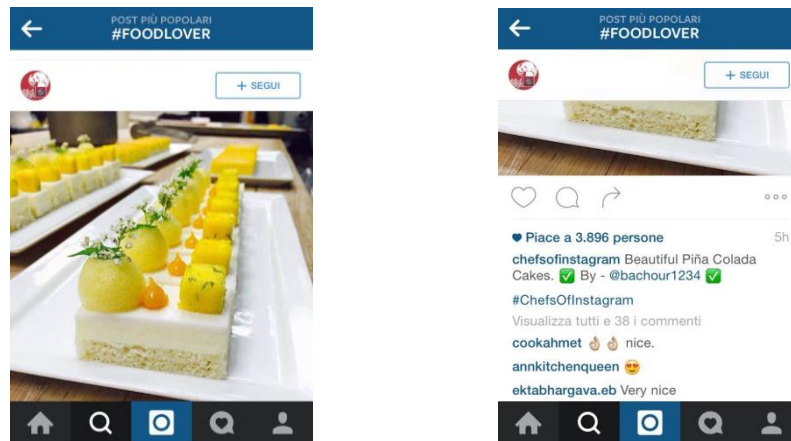 POST PIÙ POPOLARI
#FOODLOVER
+ SEGUI
POST PIÙ POPOLARI
#FOODLOVER
+ SEGUI
Piace a 3.896 persone 5h
chefsofinstagram Beautiful Piña Colada
Cakes. ✅ By - @bachour1234 ✅
#ChefsOfInstagram
Visualizza tutti e 38 i commenti
cookahmet 👌🏼 👌🏼 nice.
annkitchenqueen 😍
ektabhargava.eb Very nice